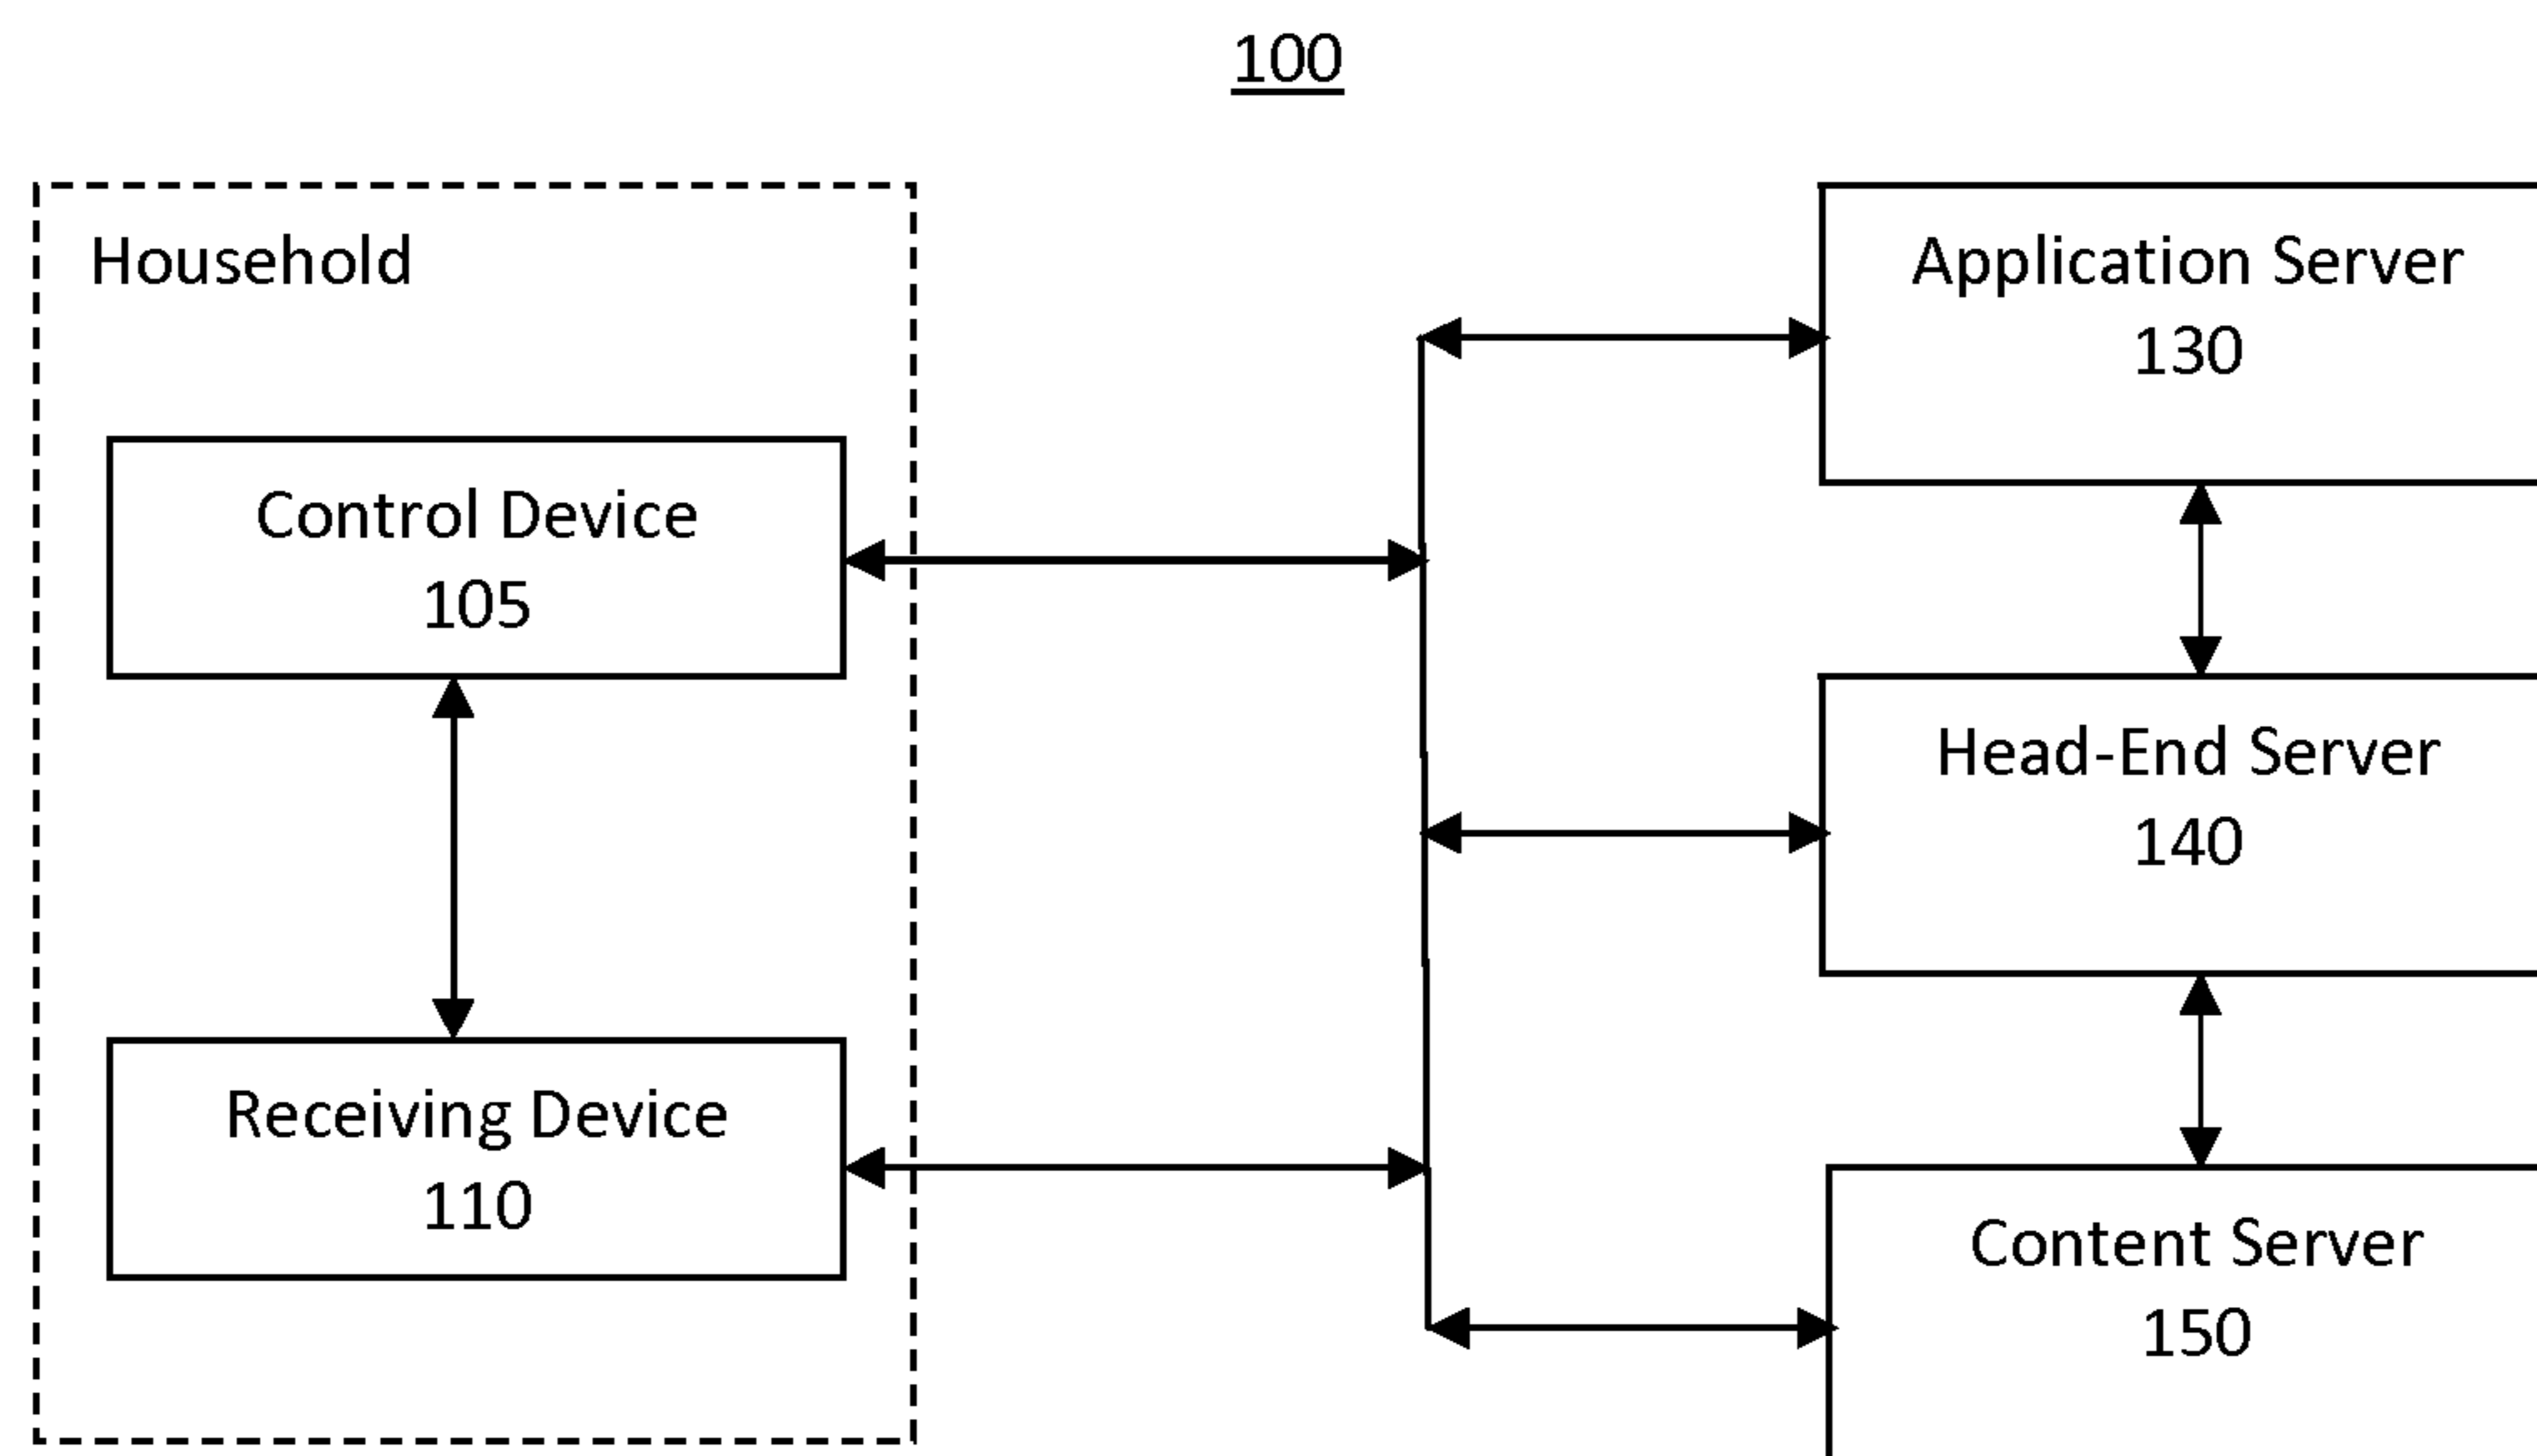 100
Household
Control Device
105
Receiving Device
110
Application Server
130
Head-End Server
140
Content Server
150